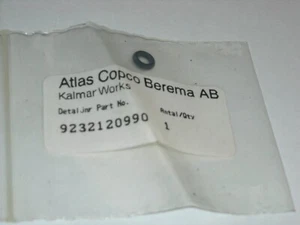 Atlas Copco Berema AB
Kalmar Works
Detaljnr Part No. Antal/Qty
9232120990 1